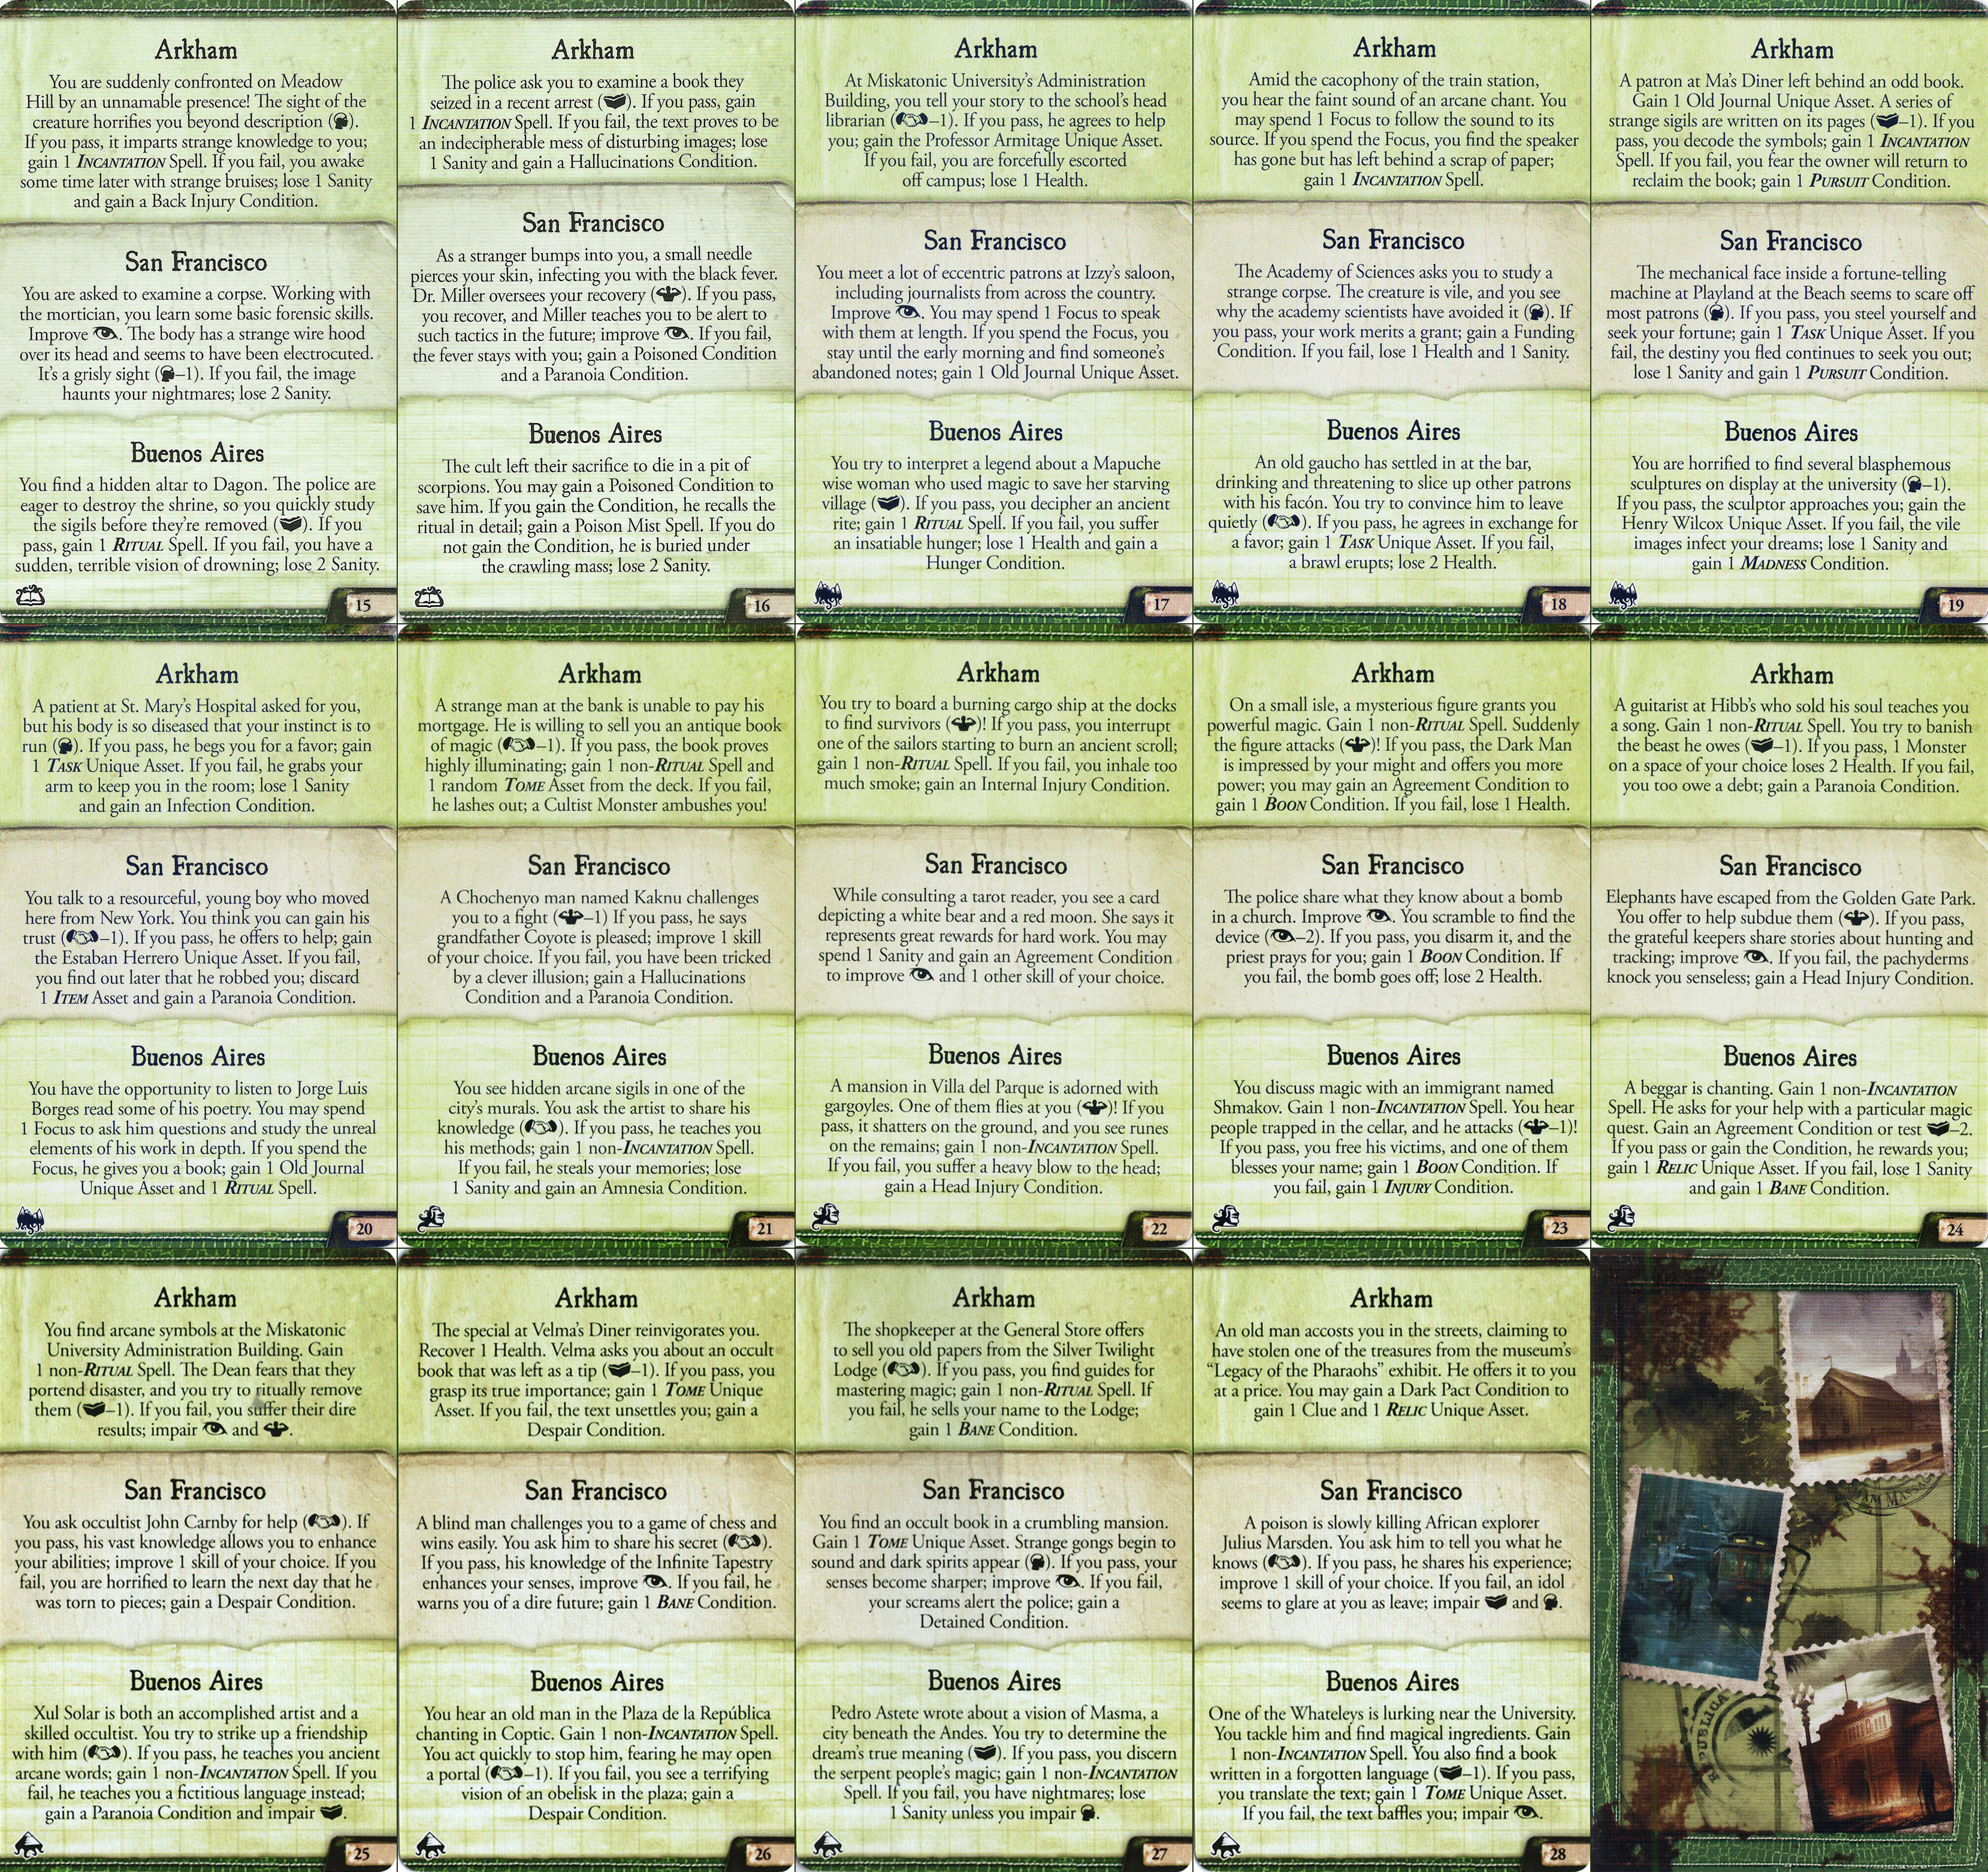 Arkham
You are suddenly confronted on Meadow
Hill by an unnamable presence! The sight of the
creature horrifies you beyond description ( ).
If you pass, it imparts strange knowledge to you;
gain 1 INCANTATION Spell. If you fail, you awake
some time later with strange bruises; lose 1 Sanity
and gain a Back Injury Condition.
San Francisco
You are asked to examine a corpse. Working with
the mortician, you learn some basic forensic skills.
Improve . The body has a strange wire hood
over its head and seems to have been electrocuted.
It's a grisly sight ( –1). If you fail, the image
haunts your nightmares; lose 2 Sanity.
Buenos Aires
You find a hidden altar to Dagon. The police are
eager to destroy the shrine, so you quickly study
the sigils before they're removed ( ). If you
pass, gain 1 RITUAL Spell. If you fail, you have a
sudden, terrible vision of drowning; lose 2 Sanity.
15
Arkham
The police ask you to examine a book they
seized in a recent arrest ( ). If you pass, gain
1 INCANTATION Spell. If you fail, the text proves to be
an indecipherable mess of disturbing images; lose
1 Sanity and gain a Hallucinations Condition.
San Francisco
As a stranger bumps into you, a small needle
pierces your skin, infecting you with the black fever.
Dr. Miller oversees your recovery ( ). If you pass,
you recover, and Miller teaches you to be alert to
such tactics in the future; improve . If you fail,
the fever stays with you; gain a Poisoned Condition
and a Paranoia Condition.
Buenos Aires
The cult left their sacrifice to die in a pit of
scorpions. You may gain a Poisoned Condition to
save him. If you gain the Condition, he recalls the
ritual in detail; gain a Poison Mist Spell. If you do
not gain the Condition, he is buried under
the crawling mass; lose 2 Sanity.
16
Arkham
At Miskatonic University's Administration
Building, you tell your story to the school's head
librarian ( –1). If you pass, he agrees to help
you; gain the Professor Armitage Unique Asset.
If you fail, you are forcefully escorted
off campus; lose 1 Health.
San Francisco
You meet a lot of eccentric patrons at Izzy's saloon,
including journalists from across the country.
Improve . You may spend 1 Focus to speak
with them at length. If you spend the Focus, you
stay until the early morning and find someone's
abandoned notes; gain 1 Old Journal Unique Asset.
Buenos Aires
You try to interpret a legend about a Mapuche
wise woman who used magic to save her starving
village ( ). If you pass, you decipher an ancient
rite; gain 1 RITUAL Spell. If you fail, you suffer
an insatiable hunger; lose 1 Health and gain a
Hunger Condition.
17
Arkham
Amid the cacophony of the train station,
you hear the faint sound of an arcane chant. You
may spend 1 Focus to follow the sound to its
source. If you spend the Focus, you find the speaker
has gone but has left behind a scrap of paper;
gain 1 INCANTATION Spell.
San Francisco
The Academy of Sciences asks you to study a
strange corpse. The creature is vile, and you see
why the academy scientists have avoided it ( ). If
you pass, your work merits a grant; gain a Funding
Condition. If you fail, lose 1 Health and 1 Sanity.
Buenos Aires
An old gaucho has settled in at the bar,
drinking and threatening to slice up other patrons
with his facón. You try to convince him to leave
quietly ( ). If you pass, he agrees in exchange for
a favor; gain 1 TASK Unique Asset. If you fail,
a brawl erupts; lose 2 Health.
18
Arkham
A patron at Ma's Diner left behind an odd book.
Gain 1 Old Journal Unique Asset. A series of
strange sigils are written on its pages ( –1). If you
pass, you decode the symbols; gain 1 INCANTATION
Spell. If you fail, you fear the owner will return to
reclaim the book; gain 1 PURSUIT Condition.
San Francisco
The mechanical face inside a fortune-telling
machine at Playland at the Beach seems to scare off
most patrons ( ). If you pass, you steel yourself and
seek your fortune; gain 1 TASK Unique Asset. If you
fail, the destiny you fled continues to seek you out;
lose 1 Sanity and gain 1 PURSUIT Condition.
Buenos Aires
You are horrified to find several blasphemous
sculptures on display at the university ( –1).
If you pass, the sculptor approaches you; gain the
Henry Wilcox Unique Asset. If you fail, the vile
images infect your dreams; lose 1 Sanity and
gain 1 MADNESS Condition.
19
Arkham
A patient at St. Mary's Hospital asked for you,
but his body is so diseased that your instinct is to
run ( ). If you pass, he begs you for a favor; gain
1 TASK Unique Asset. If you fail, he grabs your
arm to keep you in the room; lose 1 Sanity
and gain an Infection Condition.
San Francisco
You talk to a resourceful, young boy who moved
here from New York. You think you can gain his
trust ( –1). If you pass, he offers to help; gain
the Estaban Herrero Unique Asset. If you fail,
you find out later that he robbed you; discard
1 ITEM Asset and gain a Paranoia Condition.
Buenos Aires
You have the opportunity to listen to Jorge Luis
Borges read some of his poetry. You may spend
1 Focus to ask him questions and study the unreal
elements of his work in depth. If you spend the
Focus, he gives you a book; gain 1 Old Journal
Unique Asset and 1 RITUAL Spell.
20
Arkham
A strange man at the bank is unable to pay his
mortgage. He is willing to sell you an antique book
of magic ( –1). If you pass, the book proves
highly illuminating; gain 1 non-RITUAL Spell and
1 random TOME Asset from the deck. If you fail,
he lashes out; a Cultist Monster ambushes you!
San Francisco
A Chochenyo man named Kaknu challenges
you to a fight ( –1) If you pass, he says
grandfather Coyote is pleased; improve 1 skill
of your choice. If you fail, you have been tricked
by a clever illusion; gain a Hallucinations
Condition and a Paranoia Condition.
Buenos Aires
You see hidden arcane sigils in one of the
city's murals. You ask the artist to share his
knowledge ( ). If you pass, he teaches you
his methods; gain 1 non-INCANTATION Spell.
If you fail, he steals your memories; lose
1 Sanity and gain an Amnesia Condition.
21
Arkham
You try to board a burning cargo ship at the docks
to find survivors ( )! If you pass, you interrupt
one of the sailors starting to burn an ancient scroll;
gain 1 non-RITUAL Spell. If you fail, you inhale too
much smoke; gain an Internal Injury Condition.
San Francisco
While consulting a tarot reader, you see a card
depicting a white bear and a red moon. She says it
represents great rewards for hard work. You may
spend 1 Sanity and gain an Agreement Condition
to improve and 1 other skill of your choice.
Buenos Aires
A mansion in Villa del Parque is adorned with
gargoyles. One of them flies at you ( )! If you
pass, it shatters on the ground, and you see runes
on the remains; gain 1 non-INCANTATION Spell.
If you fail, you suffer a heavy blow to the head;
gain a Head Injury Condition.
22
Arkham
On a small isle, a mysterious figure grants you
powerful magic. Gain 1 non-RITUAL Spell. Suddenly
the figure attacks ( )! If you pass, the Dark Man
is impressed by your might and offers you more
power; you may gain an Agreement Condition to
gain 1 BOON Condition. If you fail, lose 1 Health.
San Francisco
The police share what they know about a bomb
in a church. Improve . You scramble to find the
device ( –2). If you pass, you disarm it, and the
priest prays for you; gain 1 BOON Condition. If
you fail, the bomb goes off; lose 2 Health.
Buenos Aires
You discuss magic with an immigrant named
Shmakov. Gain 1 non-INCANTATION Spell. You hear
people trapped in the cellar, and he attacks ( –1)!
If you pass, you free his victims, and one of them
blesses your name; gain 1 BOON Condition. If
you fail, gain 1 INJURY Condition.
23
Arkham
A guitarist at Hibb's who sold his soul teaches you
a song. Gain 1 non-RITUAL Spell. You try to banish
the beast he owes ( –1). If you pass, 1 Monster
on a space of your choice loses 2 Health. If you fail,
you too owe a debt; gain a Paranoia Condition.
San Francisco
Elephants have escaped from the Golden Gate Park.
You offer to help subdue them ( ). If you pass,
the grateful keepers share stories about hunting and
tracking; improve . If you fail, the pachyderms
knock you senseless; gain a Head Injury Condition.
Buenos Aires
A beggar is chanting. Gain 1 non-INCANTATION
Spell. He asks for your help with a particular magic
quest. Gain an Agreement Condition or test –2.
If you pass or gain the Condition, he rewards you;
gain 1 RELIC Unique Asset. If you fail, lose 1 Sanity
and gain 1 BANE Condition.
24
Arkham
You find arcane symbols at the Miskatonic
University Administration Building. Gain
1 non-RITUAL Spell. The Dean fears that they
portend disaster, and you try to ritually remove
them ( –1). If you fail, you suffer their dire
results; impair and .
San Francisco
You ask occultist John Carnby for help ( ). If
you pass, his vast knowledge allows you to enhance
your abilities; improve 1 skill of your choice. If you
fail, you are horrified to learn the next day that he
was torn to pieces; gain a Despair Condition.
Buenos Aires
Xul Solar is both an accomplished artist and a
skilled occultist. You try to strike up a friendship
with him ( ). If you pass, he teaches you ancient
arcane words; gain 1 non-INCANTATION Spell. If you
fail, he teaches you a fictitious language instead;
gain a Paranoia Condition and impair .
25
Arkham
The special at Velma's Diner reinvigorates you.
Recover 1 Health. Velma asks you about an occult
book that was left as a tip ( –1). If you pass, you
grasp its true importance; gain 1 TOME Unique
Asset. If you fail, the text unsettles you; gain a
Despair Condition.
San Francisco
A blind man challenges you to a game of chess and
wins easily. You ask him to share his secret ( ).
If you pass, his knowledge of the Infinite Tapestry
enhances your senses, improve . If you fail, he
warns you of a dire future; gain 1 BANE Condition.
Buenos Aires
You hear an old man in the Plaza de la República
chanting in Coptic. Gain 1 non-INCANTATION Spell.
You act quickly to stop him, fearing he may open
a portal ( –1). If you fail, you see a terrifying
vision of an obelisk in the plaza; gain a
Despair Condition.
26
Arkham
The shopkeeper at the General Store offers
to sell you old papers from the Silver Twilight
Lodge ( ). If you pass, you find guides for
mastering magic; gain 1 non-RITUAL Spell. If
you fail, he sells your name to the Lodge;
gain 1 BANE Condition.
San Francisco
You find an occult book in a crumbling mansion.
Gain 1 TOME Unique Asset. Strange gongs begin to
sound and dark spirits appear ( ). If you pass, your
senses become sharper; improve . If you fail,
your screams alert the police; gain a
Detained Condition.
Buenos Aires
Pedro Astete wrote about a vision of Masma, a
city beneath the Andes. You try to determine the
dream's true meaning ( ). If you pass, you discern
the serpent people's magic; gain 1 non-INCANTATION
Spell. If you fail, you have nightmares; lose
1 Sanity unless you impair .
27
Arkham
An old man accosts you in the streets, claiming to
have stolen one of the treasures from the museum's
“Legacy of the Pharaohs” exhibit. He offers it to you
at a price. You may gain a Dark Pact Condition to
gain 1 Clue and 1 RELIC Unique Asset.
San Francisco
A poison is slowly killing African explorer
Julius Marsden. You ask him to tell you what he
knows ( ). If you pass, he shares his experience;
improve 1 skill of your choice. If you fail, an idol
seems to glare at you as leave; impair and .
Buenos Aires
One of the Whateleys is lurking near the University.
You tackle him and find magical ingredients. Gain
1 non-INCANTATION Spell. You also find a book
written in a forgotten language ( –1). If you pass,
you translate the text; gain 1 TOME Unique Asset.
If you fail, the text baffles you; impair .
28